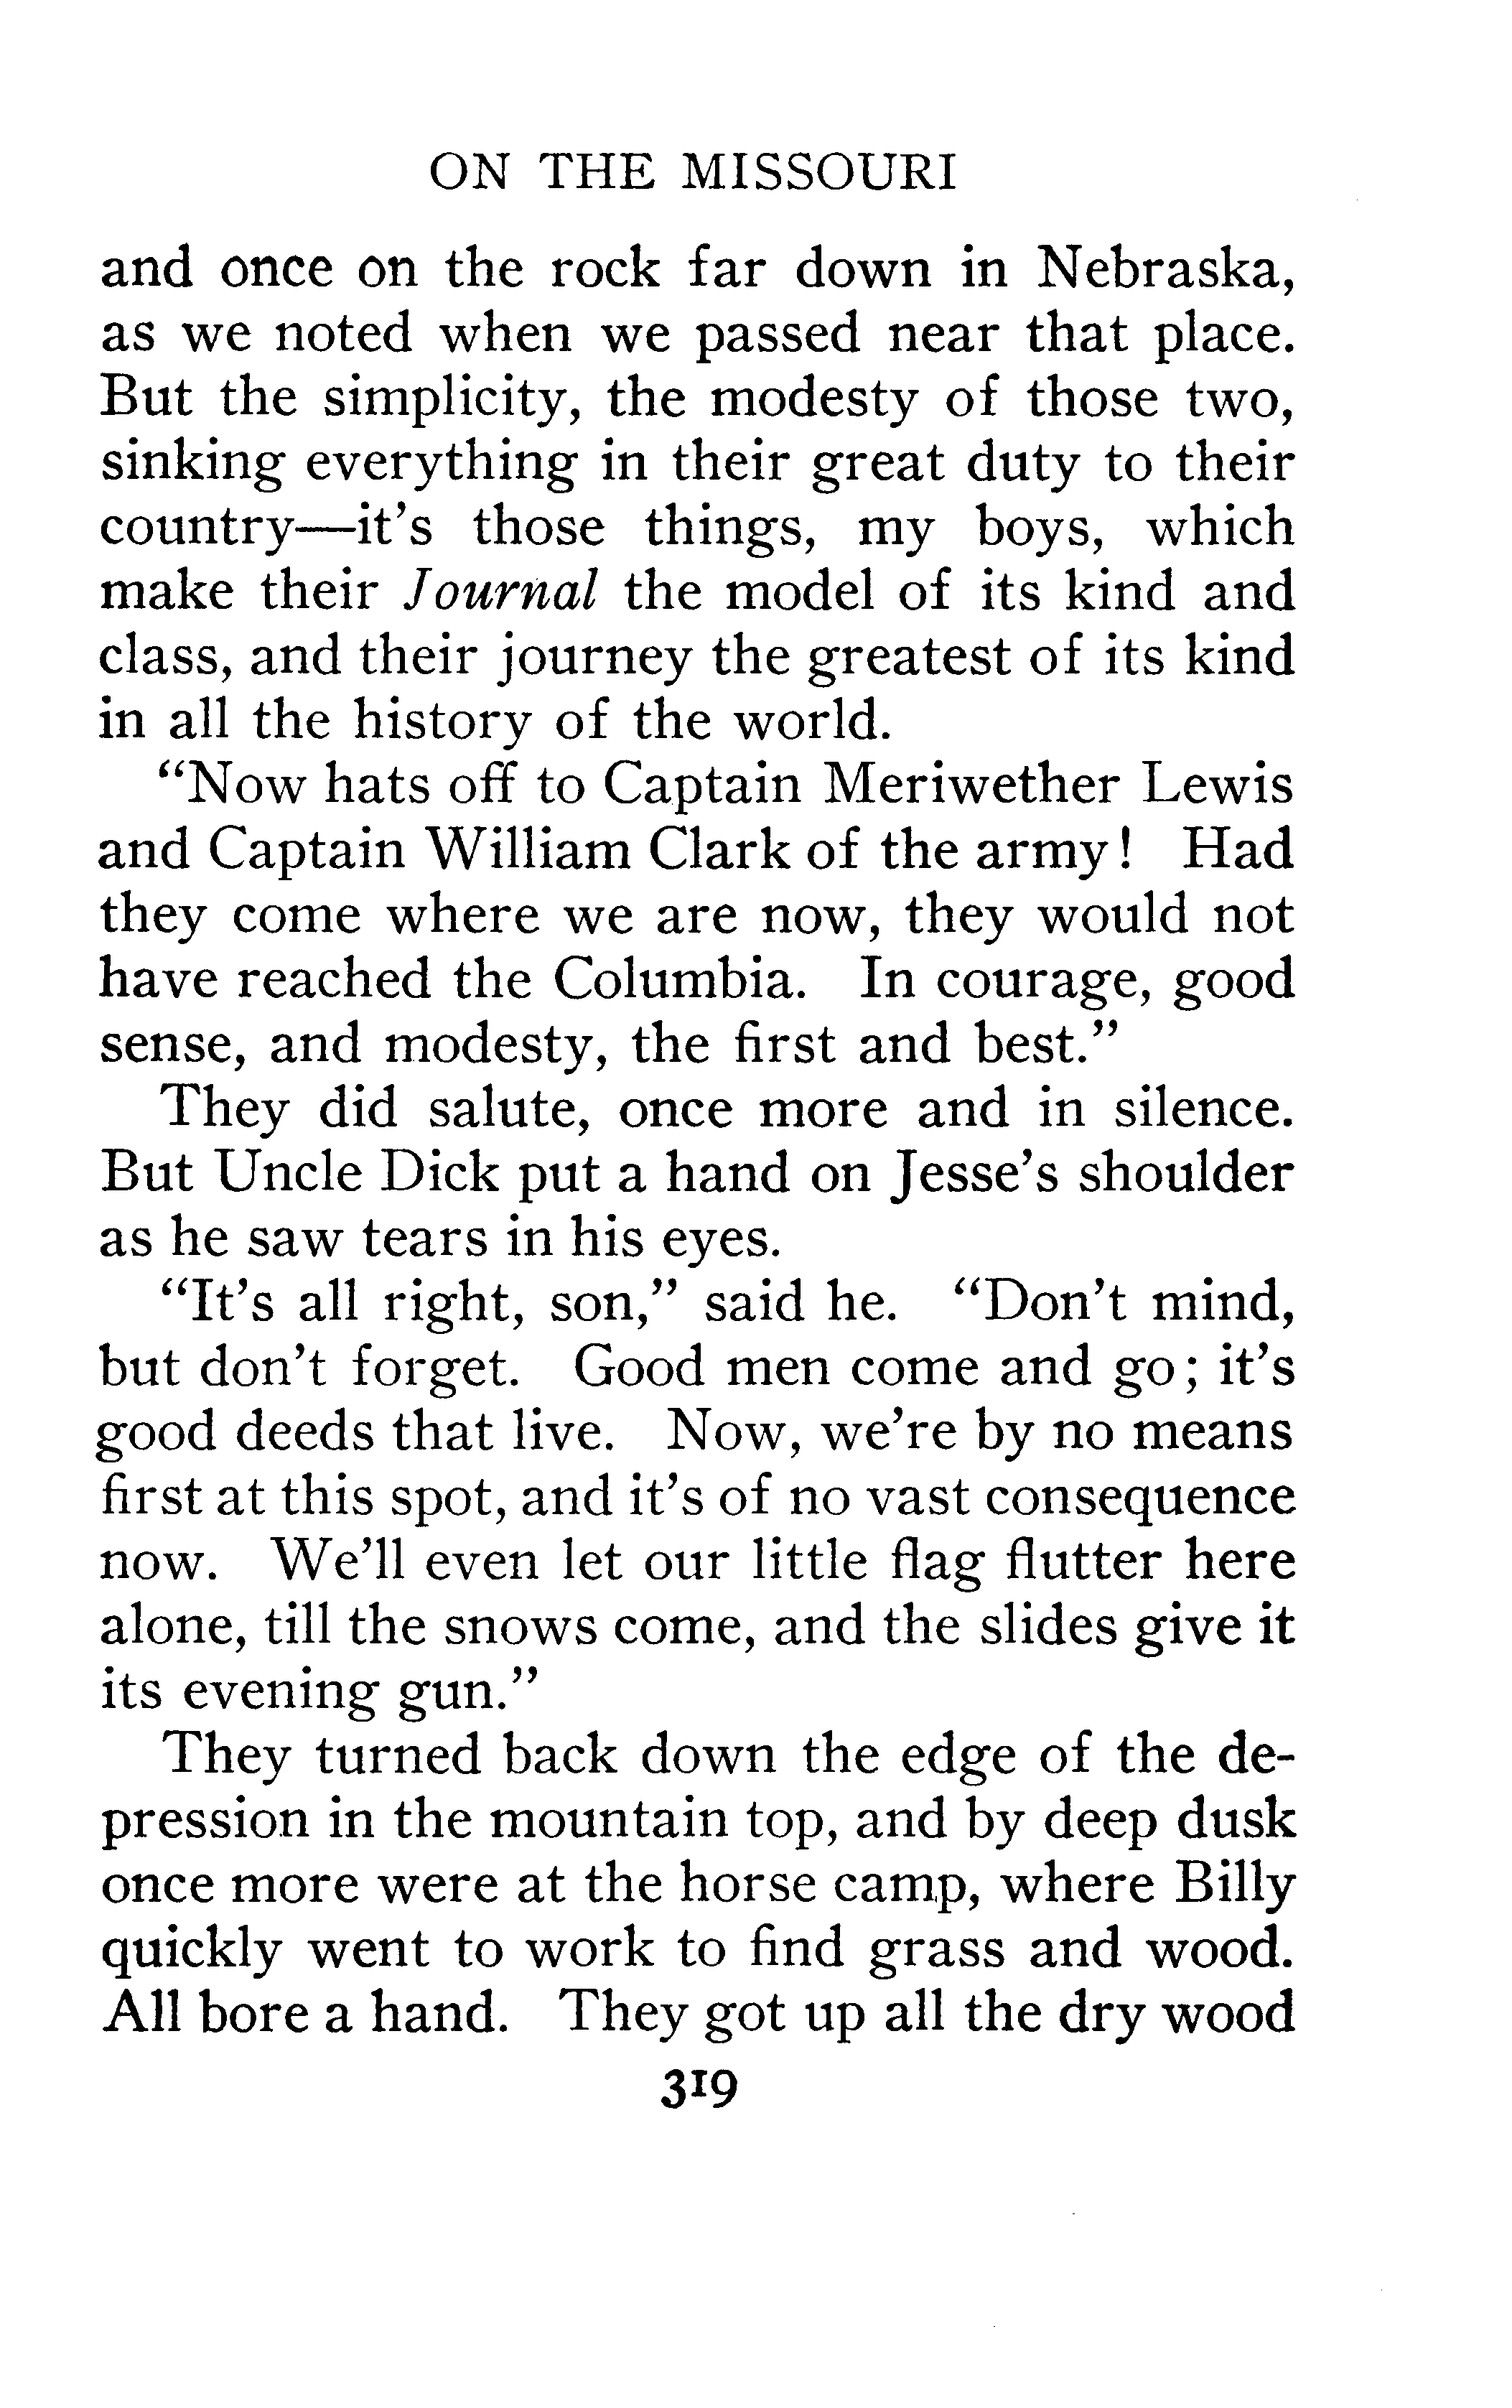 ON THE MISSOURI
and once on the rock far down in Nebraska,
as we noted when we passed near that place.
But the simplicity, the modesty of those two,
sinking everything in their great duty to their
country—it's those things, my boys, which
make their Journal the model of its kind and
class, and their journey the greatest of its kind
in all the history of the world.
“Now hats off to Captain Meriwether Lewis
and Captain William Clark of the army! Had
they come where we are now, they would not
have reached the Columbia. In courage, good
sense, and modesty, the first and best.”
They did salute, once more and in silence.
But Uncle Dick put a hand on Jesse's shoulder
as he saw tears in his eyes.
“It's all right, son,” said he. “Don't mind,
but don't forget. Good men come and go; it's
good deeds that live. Now, we're by no means
first at this spot, and it's of no vast consequence
now. We'll even let our little flag flutter here
alone, till the snows come, and the slides give it
its evening gun.”
They turned back down the edge of the de-
pression in the mountain top, and by deep dusk
once more were at the horse camp, where Billy
quickly went to work to find grass and wood.
All bore a hand. They got up all the dry wood
319